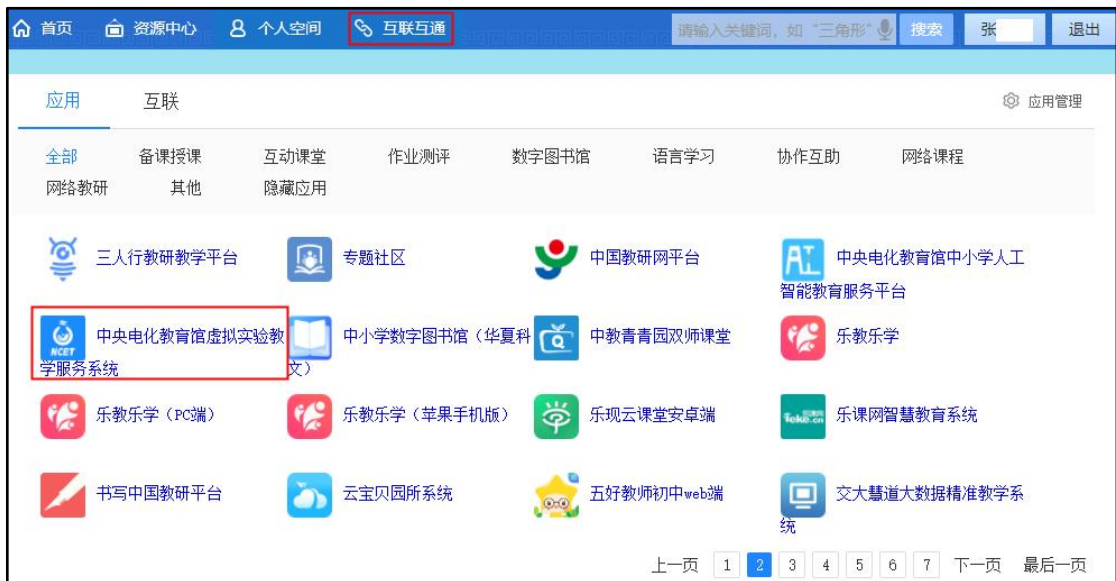 首页 资源中心 个人空间 互联互通 请输入关键词, 如 "三角形" 搜索 张 退出
应用 互联 应用管理
全部 备课授课 互动课堂 作业测评 数字图书馆 语言学习 协作互助 网络课程
网络教研 其他 隐藏应用
三人行教研教学平台
专题社区
中国教研网平台
AI 中央电化教育馆中小学人工
智能教育服务平台
NCET 中央电化教育馆虚拟实验教
学服务系统
中小学数字图书馆（华夏科
文）
中教青青园双师课堂
乐教乐学
乐教乐学（PC端）
乐教乐学（苹果手机版）
乐现云课堂安卓端
乐课网智慧教育系统
书写中国教研平台
云宝贝园所系统
五好教师初中web端
交大慧道大数据精准教学系
统
上一页 1 2 3 4 5 6 7 下一页 最后一页